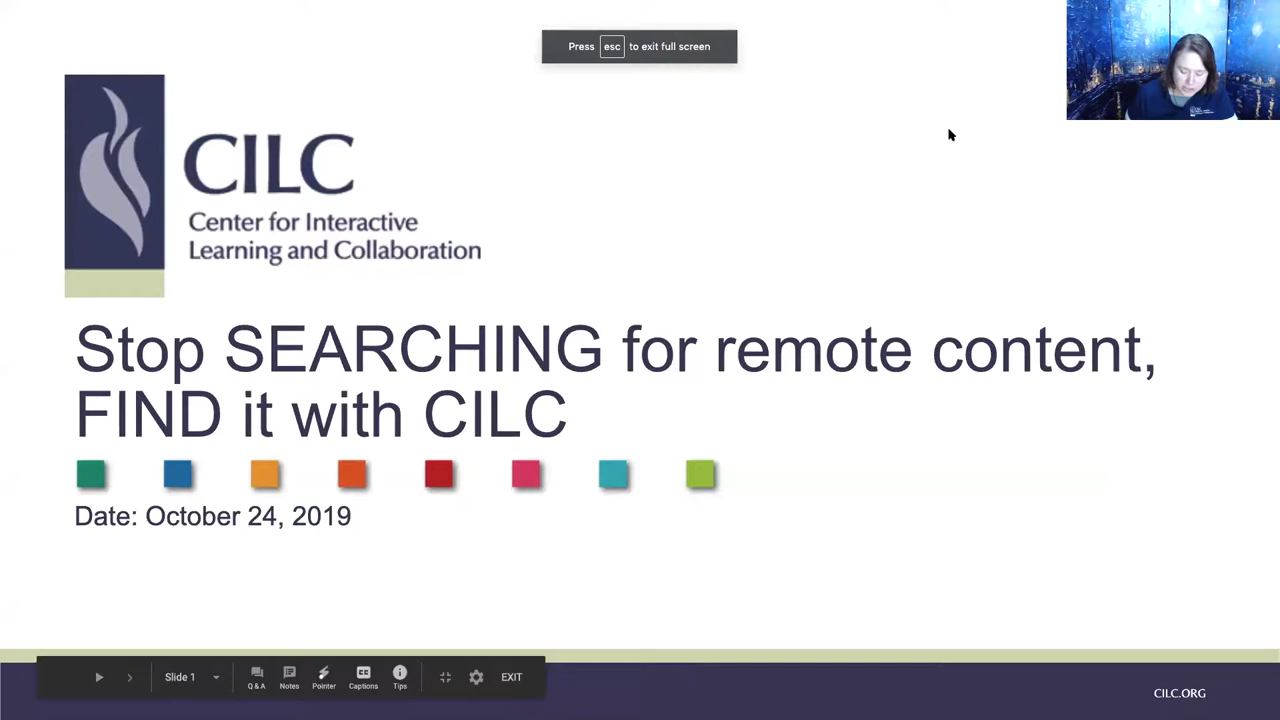 Press esc to exit full screen
CILC
Center for Interactive
Learning and Collaboration
Stop SEARCHING for remote content,
FIND it with CILC
Date: October 24, 2019
Slide 1
Q & A
Notes
Pointer
Captions
Tips
EXIT
CILC.ORG